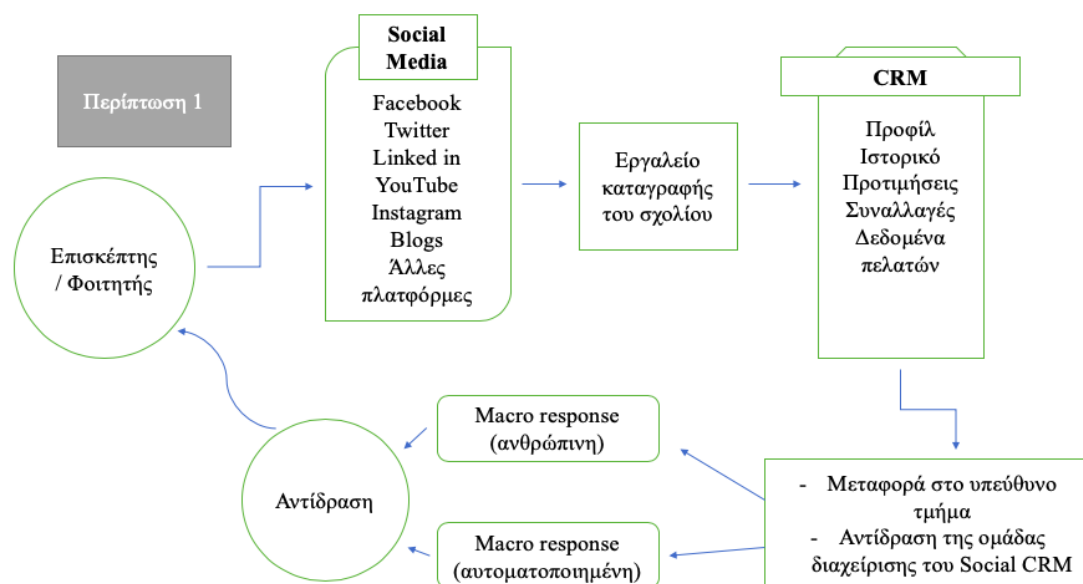 Περίπτωση 1
Επισκέπτης
/ Φοιτητής
Social
Media
Facebook
Twitter
Linked in
YouTube
Instagram
Blogs
Άλλες
πλατφόρμες
Εργαλείο
καταγραφής
του σχολίου
CRM
Προφίλ
Ιστορικό
Προτιμήσεις
Συναλλαγές
Δεδομένα
πελατών
- Μεταφορά στο υπεύθυνο
τμήμα
- Αντίδραση της ομάδας
διαχείρισης του Social CRM
Macro response
(ανθρώπινη)
Macro response
(αυτοματοποιημένη)
Αντίδραση